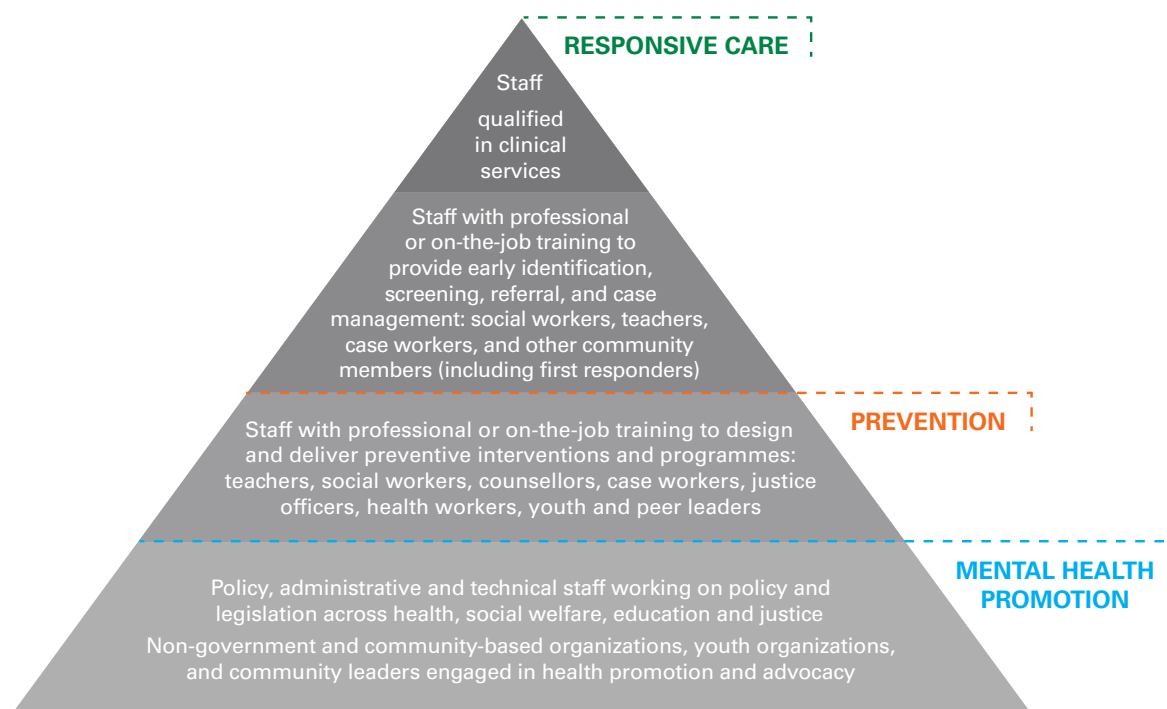 RESPONSIVE CARE
Staff
qualified
in clinical
services
Staff with professional
or on-the-job training to
provide early identification,
screening, referral, and case
management: social workers, teachers,
case workers, and other community
members (including first responders)
PREVENTION
Staff with professional or on-the-job training to design
and deliver preventive interventions and programmes:
teachers, social workers, counsellors, case workers, justice
officers, health workers, youth and peer leaders
MENTAL HEALTH
PROMOTION
Policy, administrative and technical staff working on policy and
legislation across health, social welfare, education and justice
Non-government and community-based organizations, youth organizations,
and community leaders engaged in health promotion and advocacy